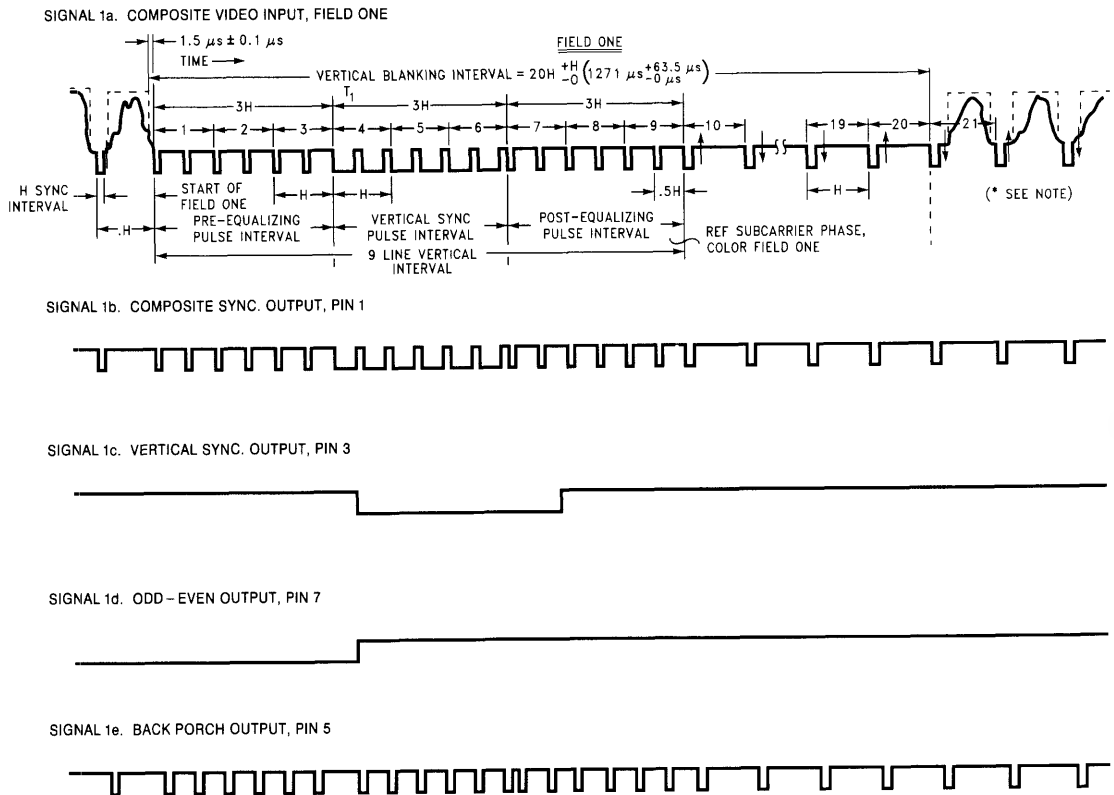 SIGNAL 1a. COMPOSITE VIDEO INPUT, FIELD ONE
1.5 µs ± 0.1 µs
TIME
FIELD ONE
VERTICAL BLANKING INTERVAL = 20H +H -0 (1271 µs +63.5 µs -0 µs)
T1
3H 3H 3H
1 2 3 4 5 6 7 8 9 10 19 20 21
H SYNC INTERVAL
START OF FIELD ONE
H H .5H H
(* SEE NOTE)
.H
PRE-EQUALIZING PULSE INTERVAL
VERTICAL SYNC PULSE INTERVAL
POST-EQUALIZING PULSE INTERVAL
REF SUBCARRIER PHASE, COLOR FIELD ONE
9 LINE VERTICAL INTERVAL
SIGNAL 1b. COMPOSITE SYNC. OUTPUT, PIN 1
SIGNAL 1c. VERTICAL SYNC. OUTPUT, PIN 3
SIGNAL 1d. ODD–EVEN OUTPUT, PIN 7
SIGNAL 1e. BACK PORCH OUTPUT, PIN 5